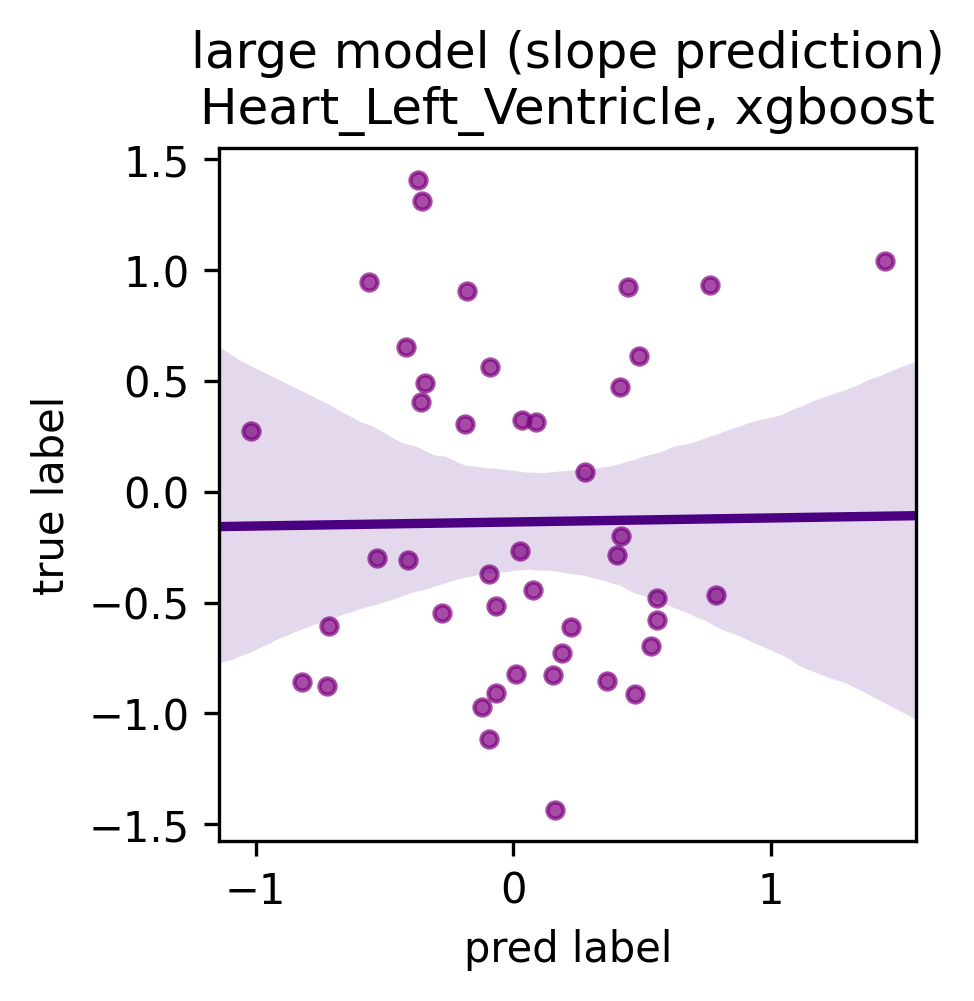 large model (slope prediction)
Heart_Left_Ventricle, xgboost
1.5
1.0
0.5
0.0
−0.5
−1.0
−1.5
true label
−1
0
1
pred label